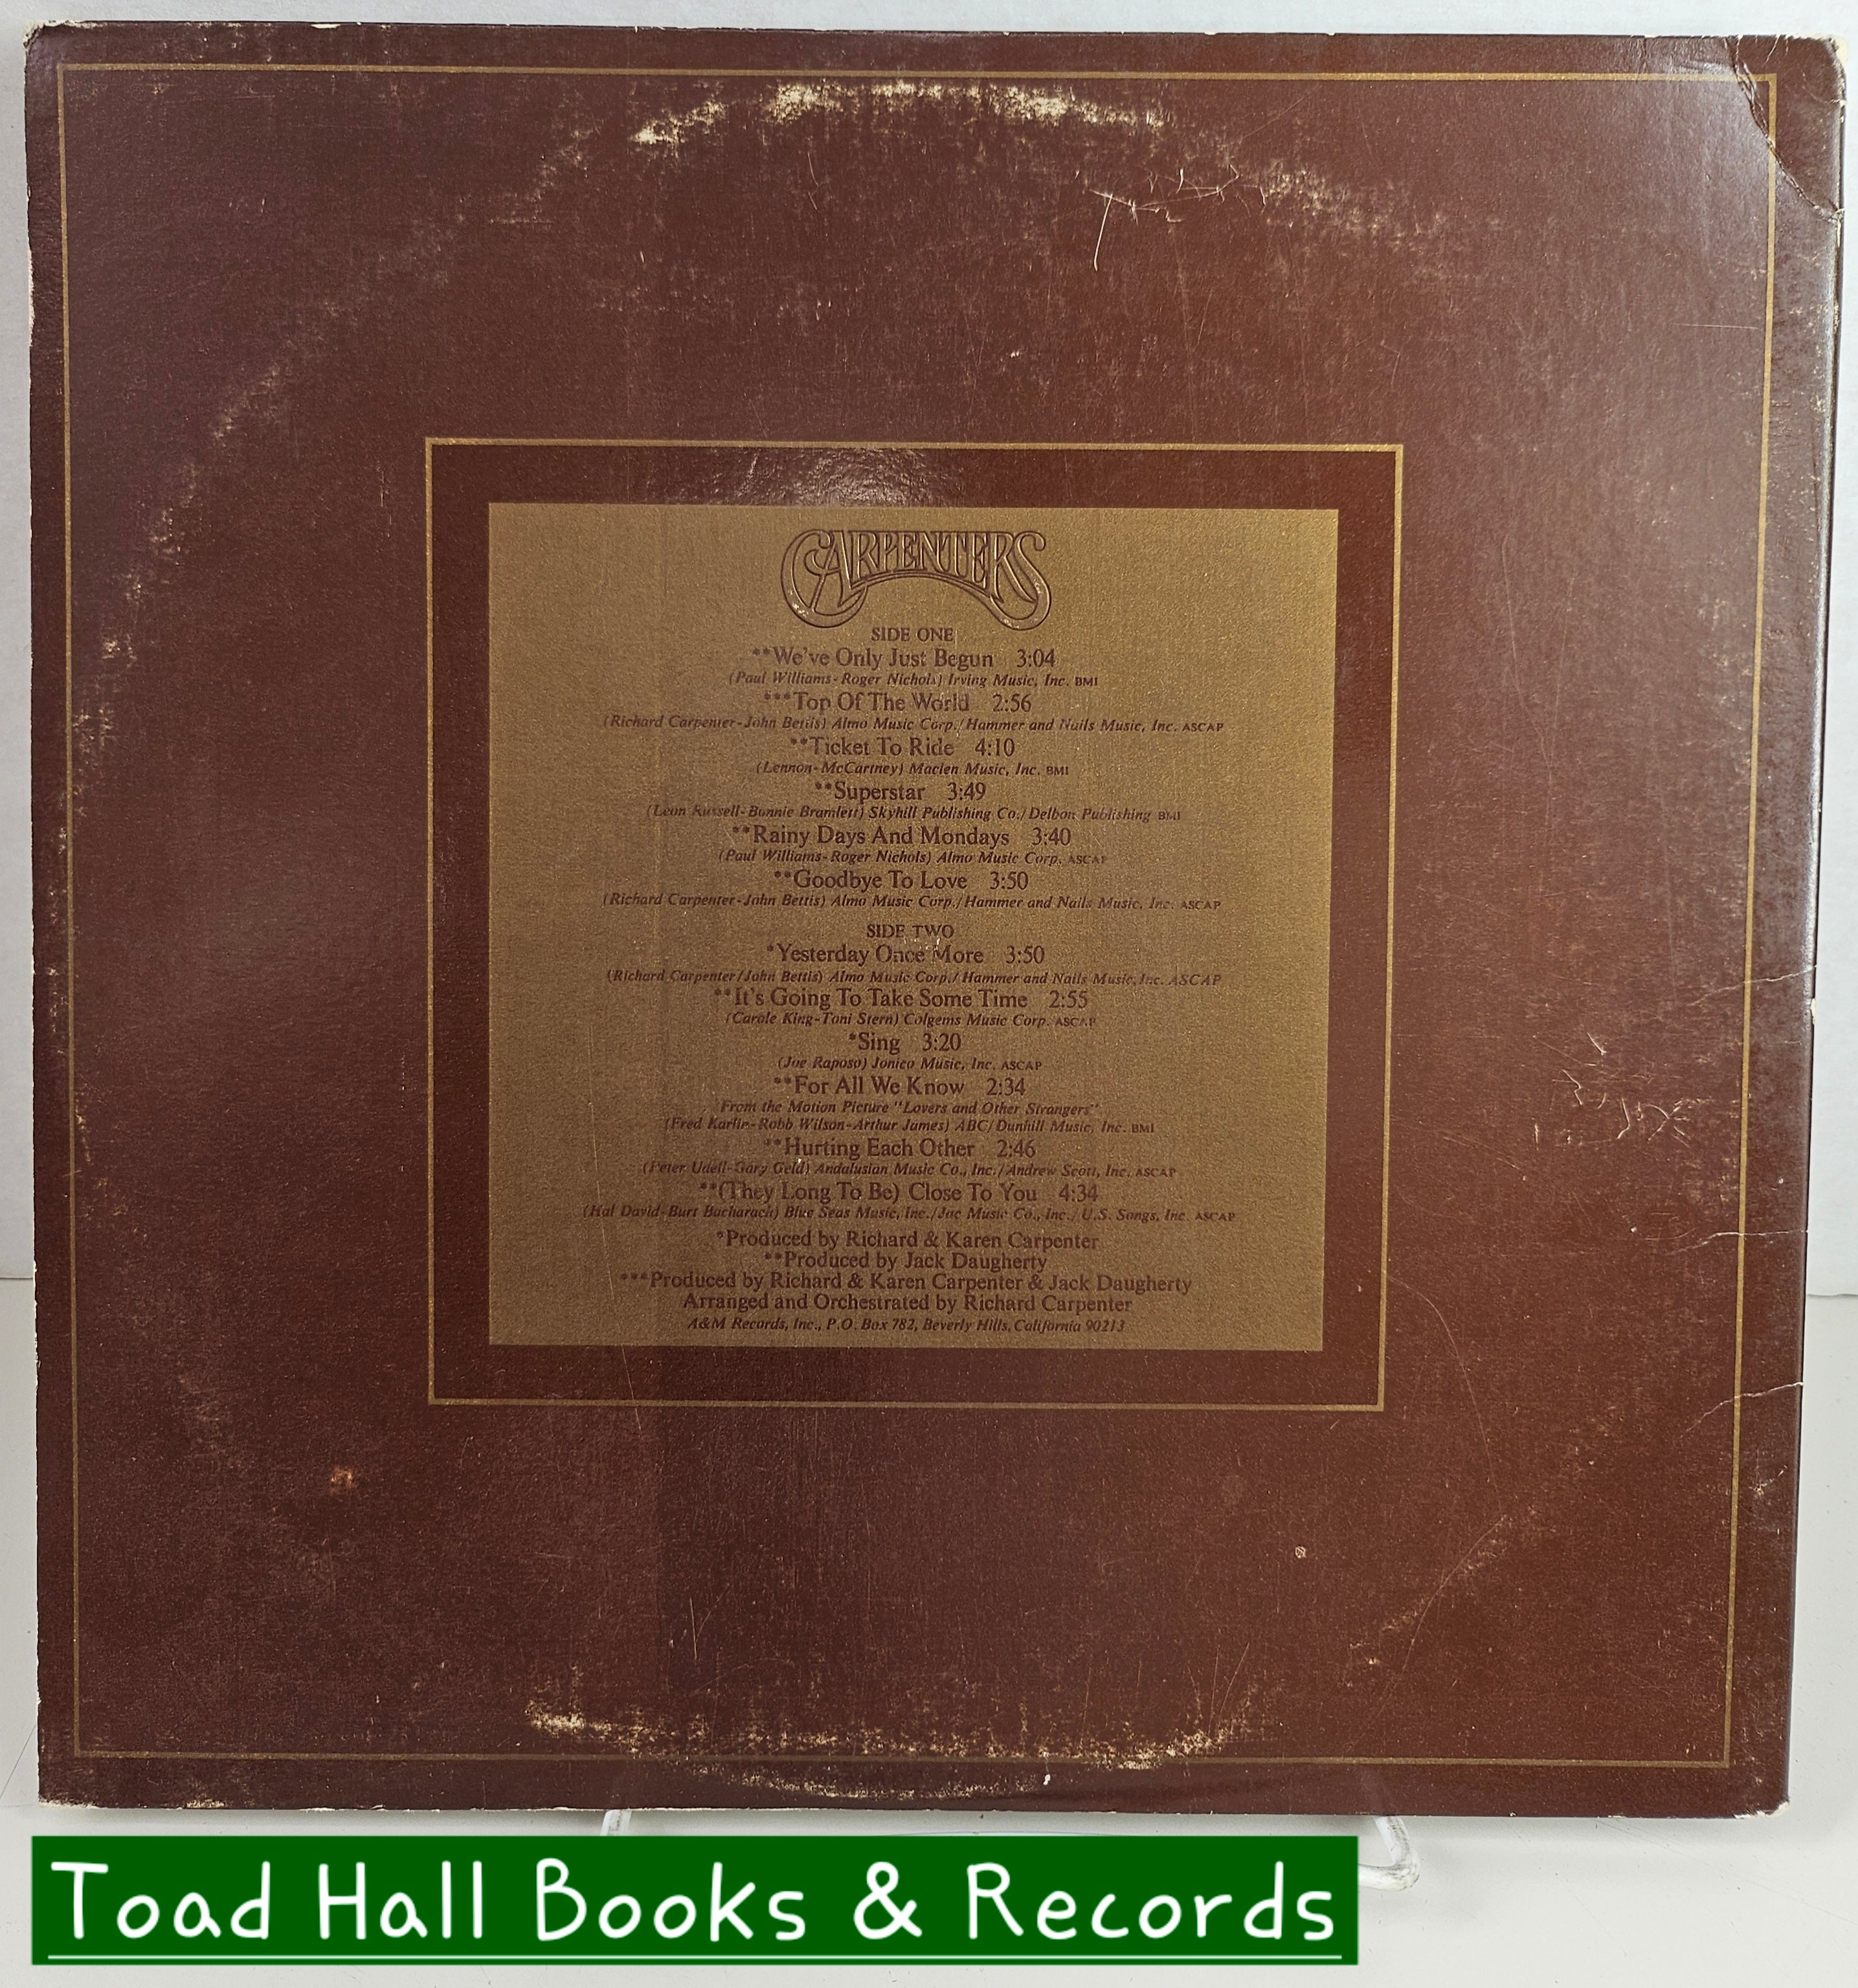 CARPENTERS
SIDE ONE
**We've Only Just Begun 3:04
(Paul Williams-Roger Nichols) Irving Music, Inc. BMI
***Top Of The World 2:56
(Richard Carpenter-John Bettis) Almo Music Corp./Hammer and Nails Music, Inc. ASCAP
**Ticket To Ride 4:10
(Lennon-McCartney) Maclen Music, Inc. BMI
**Superstar 3:49
(Leon Russell-Bonnie Bramlett) Skyhill Publishing Co./Delbon Publishing BMI
**Rainy Days And Mondays 3:40
(Paul Williams-Roger Nichols) Almo Music Corp. ASCAP
**Goodbye To Love 3:50
(Richard Carpenter-John Bettis) Almo Music Corp./Hammer and Nails Music, Inc. ASCAP
SIDE TWO
*Yesterday Once More 3:50
(Richard Carpenter/John Bettis) Almo Music Corp./Hammer and Nails Music, Inc. ASCAP
**It's Going To Take Some Time 2:55
(Carole King-Toni Stern) Colgems Music Corp. ASCAP
*Sing 3:20
(Joe Raposo) Jonico Music, Inc. ASCAP
**For All We Know 2:34
From the Motion Picture "Lovers and Other Strangers"
(Fred Karlin-Robb Wilson-Arthur James) ABC/Dunhill Music, Inc. BMI
**Hurting Each Other 2:46
(Peter Udell-Gary Geld) Andalusian Music Co., Inc./Andrew Scott, Inc. ASCAP
**(They Long To Be) Close To You 4:34
(Hal David-Burt Bacharach) Blue Seas Music, Inc./Jac Music Co., Inc./U.S. Songs, Inc. ASCAP
*Produced by Richard & Karen Carpenter
**Produced by Jack Daugherty
***Produced by Richard & Karen Carpenter & Jack Daugherty
Arranged and Orchestrated by Richard Carpenter
A&M Records, Inc., P.O. Box 782, Beverly Hills, California 90213
Toad Hall Books & Records